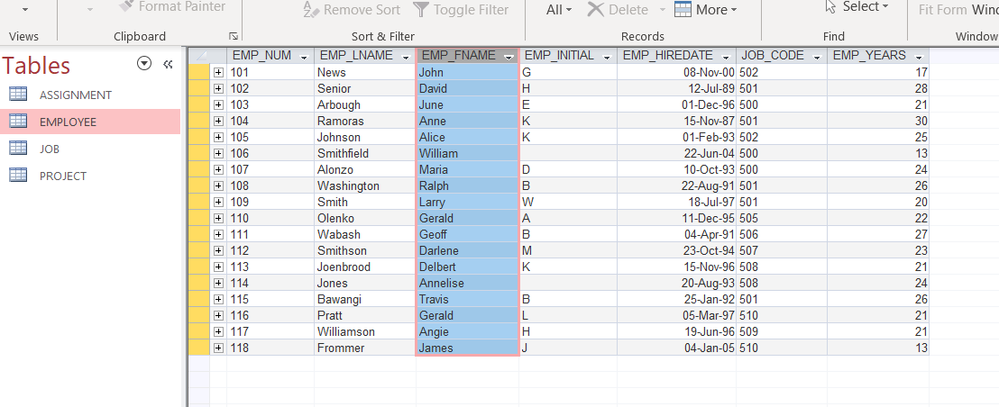 Format Painter
Remove Sort Toggle Filter
All Delete More
Select
Fit Form
Views Clipboard Sort & Filter Records Find Window
Tables
ASSIGNMENT
EMPLOYEE
JOB
PROJECT
EMP_NUM EMP_LNAME EMP_FNAME EMP_INITIAL EMP_HIREDATE JOB_CODE EMP_YEARS
101 News John G 08-Nov-00 502 17
102 Senior David H 12-Jul-89 501 28
103 Arbough June E 01-Dec-96 500 21
104 Ramoras Anne K 15-Nov-87 501 30
105 Johnson Alice K 01-Feb-93 502 25
106 Smithfield William 22-Jun-04 500 13
107 Alonzo Maria D 10-Oct-93 500 24
108 Washington Ralph B 22-Aug-91 501 26
109 Smith Larry W 18-Jul-97 501 20
110 Olenko Gerald A 11-Dec-95 505 22
111 Wabash Geoff B 04-Apr-91 506 27
112 Smithson Darlene M 23-Oct-94 507 23
113 Joenbrood Delbert K 15-Nov-96 508 21
114 Jones Annelise 20-Aug-93 508 24
115 Bawangi Travis B 25-Jan-92 501 26
116 Pratt Gerald L 05-Mar-97 510 21
117 Williamson Angie H 19-Jun-96 509 21
118 Frommer James J 04-Jan-05 510 13